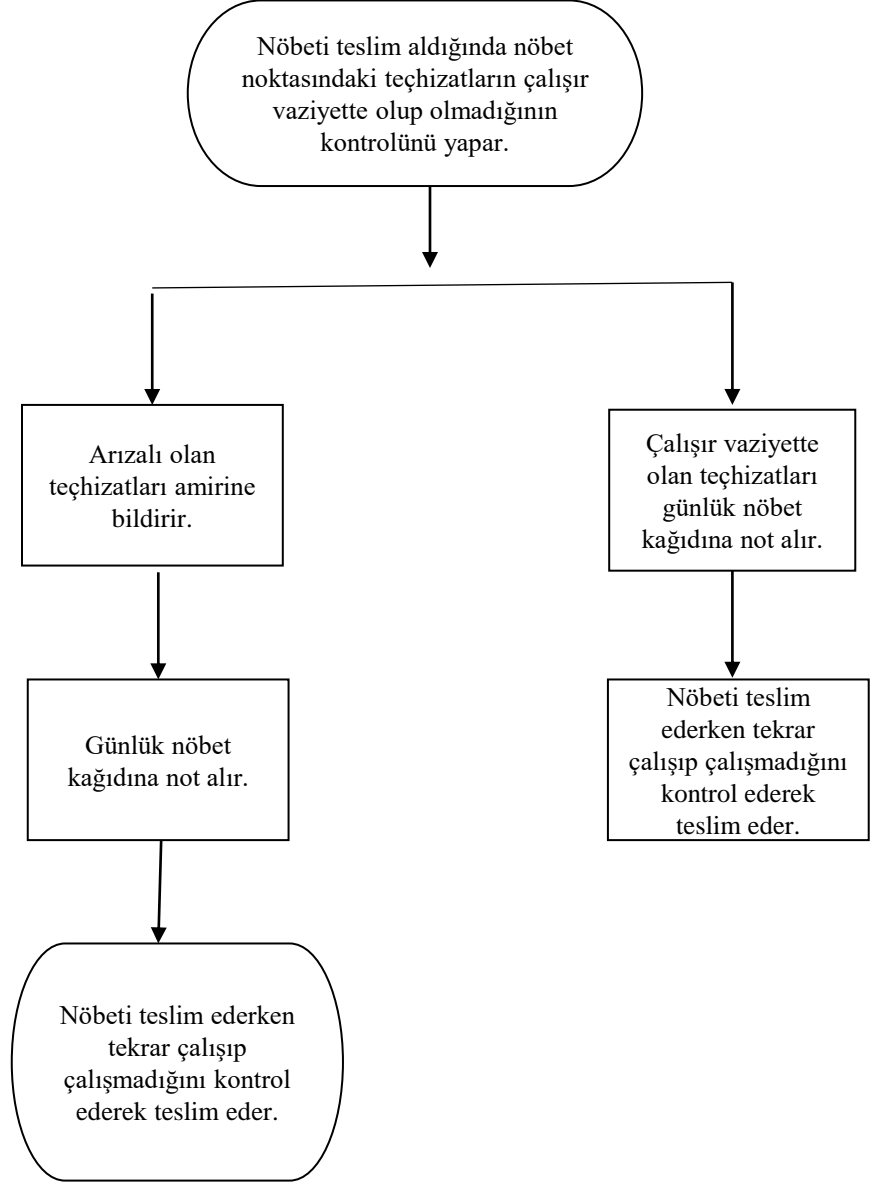 Nöbeti teslim aldığında nöbet
noktasındaki teçhizatların çalışır
vaziyette olup olmadığının
kontrolünü yapar.
Arızalı olan
teçhizatları amirine
bildirir.
Çalışır vaziyette
olan teçhizatları
günlük nöbet
kağıdına not alır.
Günlük nöbet
kağıdına not alır.
Nöbeti teslim
ederken tekrar
çalışıp çalışmadığını
kontrol ederek
teslim eder.
Nöbeti teslim ederken
tekrar çalışıp
çalışmadığını kontrol
ederek teslim eder.